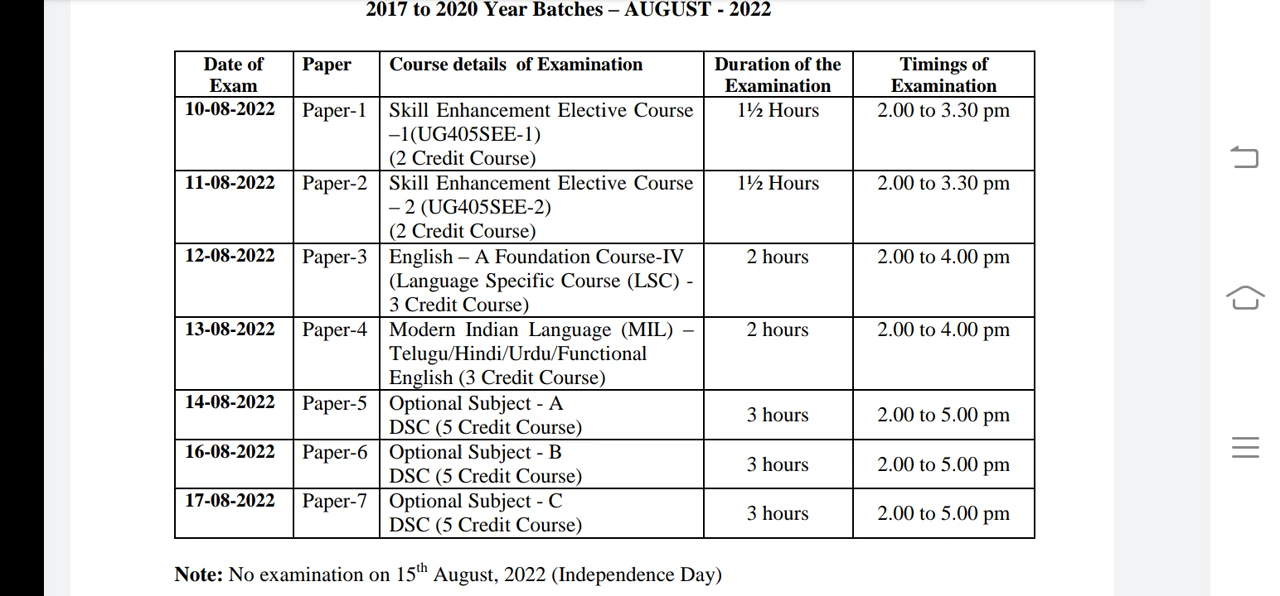 2017 to 2020 Year Batches – AUGUST - 2022
Date of Exam | Paper | Course details of Examination | Duration of the Examination | Timings of Examination
10-08-2022 | Paper-1 | Skill Enhancement Elective Course –1(UG405SEE-1) (2 Credit Course) | 1½ Hours | 2.00 to 3.30 pm
11-08-2022 | Paper-2 | Skill Enhancement Elective Course – 2 (UG405SEE-2) (2 Credit Course) | 1½ Hours | 2.00 to 3.30 pm
12-08-2022 | Paper-3 | English – A Foundation Course-IV (Language Specific Course (LSC) - 3 Credit Course) | 2 hours | 2.00 to 4.00 pm
13-08-2022 | Paper-4 | Modern Indian Language (MIL) – Telugu/Hindi/Urdu/Functional English (3 Credit Course) | 2 hours | 2.00 to 4.00 pm
14-08-2022 | Paper-5 | Optional Subject - A DSC (5 Credit Course) | 3 hours | 2.00 to 5.00 pm
16-08-2022 | Paper-6 | Optional Subject - B DSC (5 Credit Course) | 3 hours | 2.00 to 5.00 pm
17-08-2022 | Paper-7 | Optional Subject - C DSC (5 Credit Course) | 3 hours | 2.00 to 5.00 pm
Note: No examination on 15th August, 2022 (Independence Day)